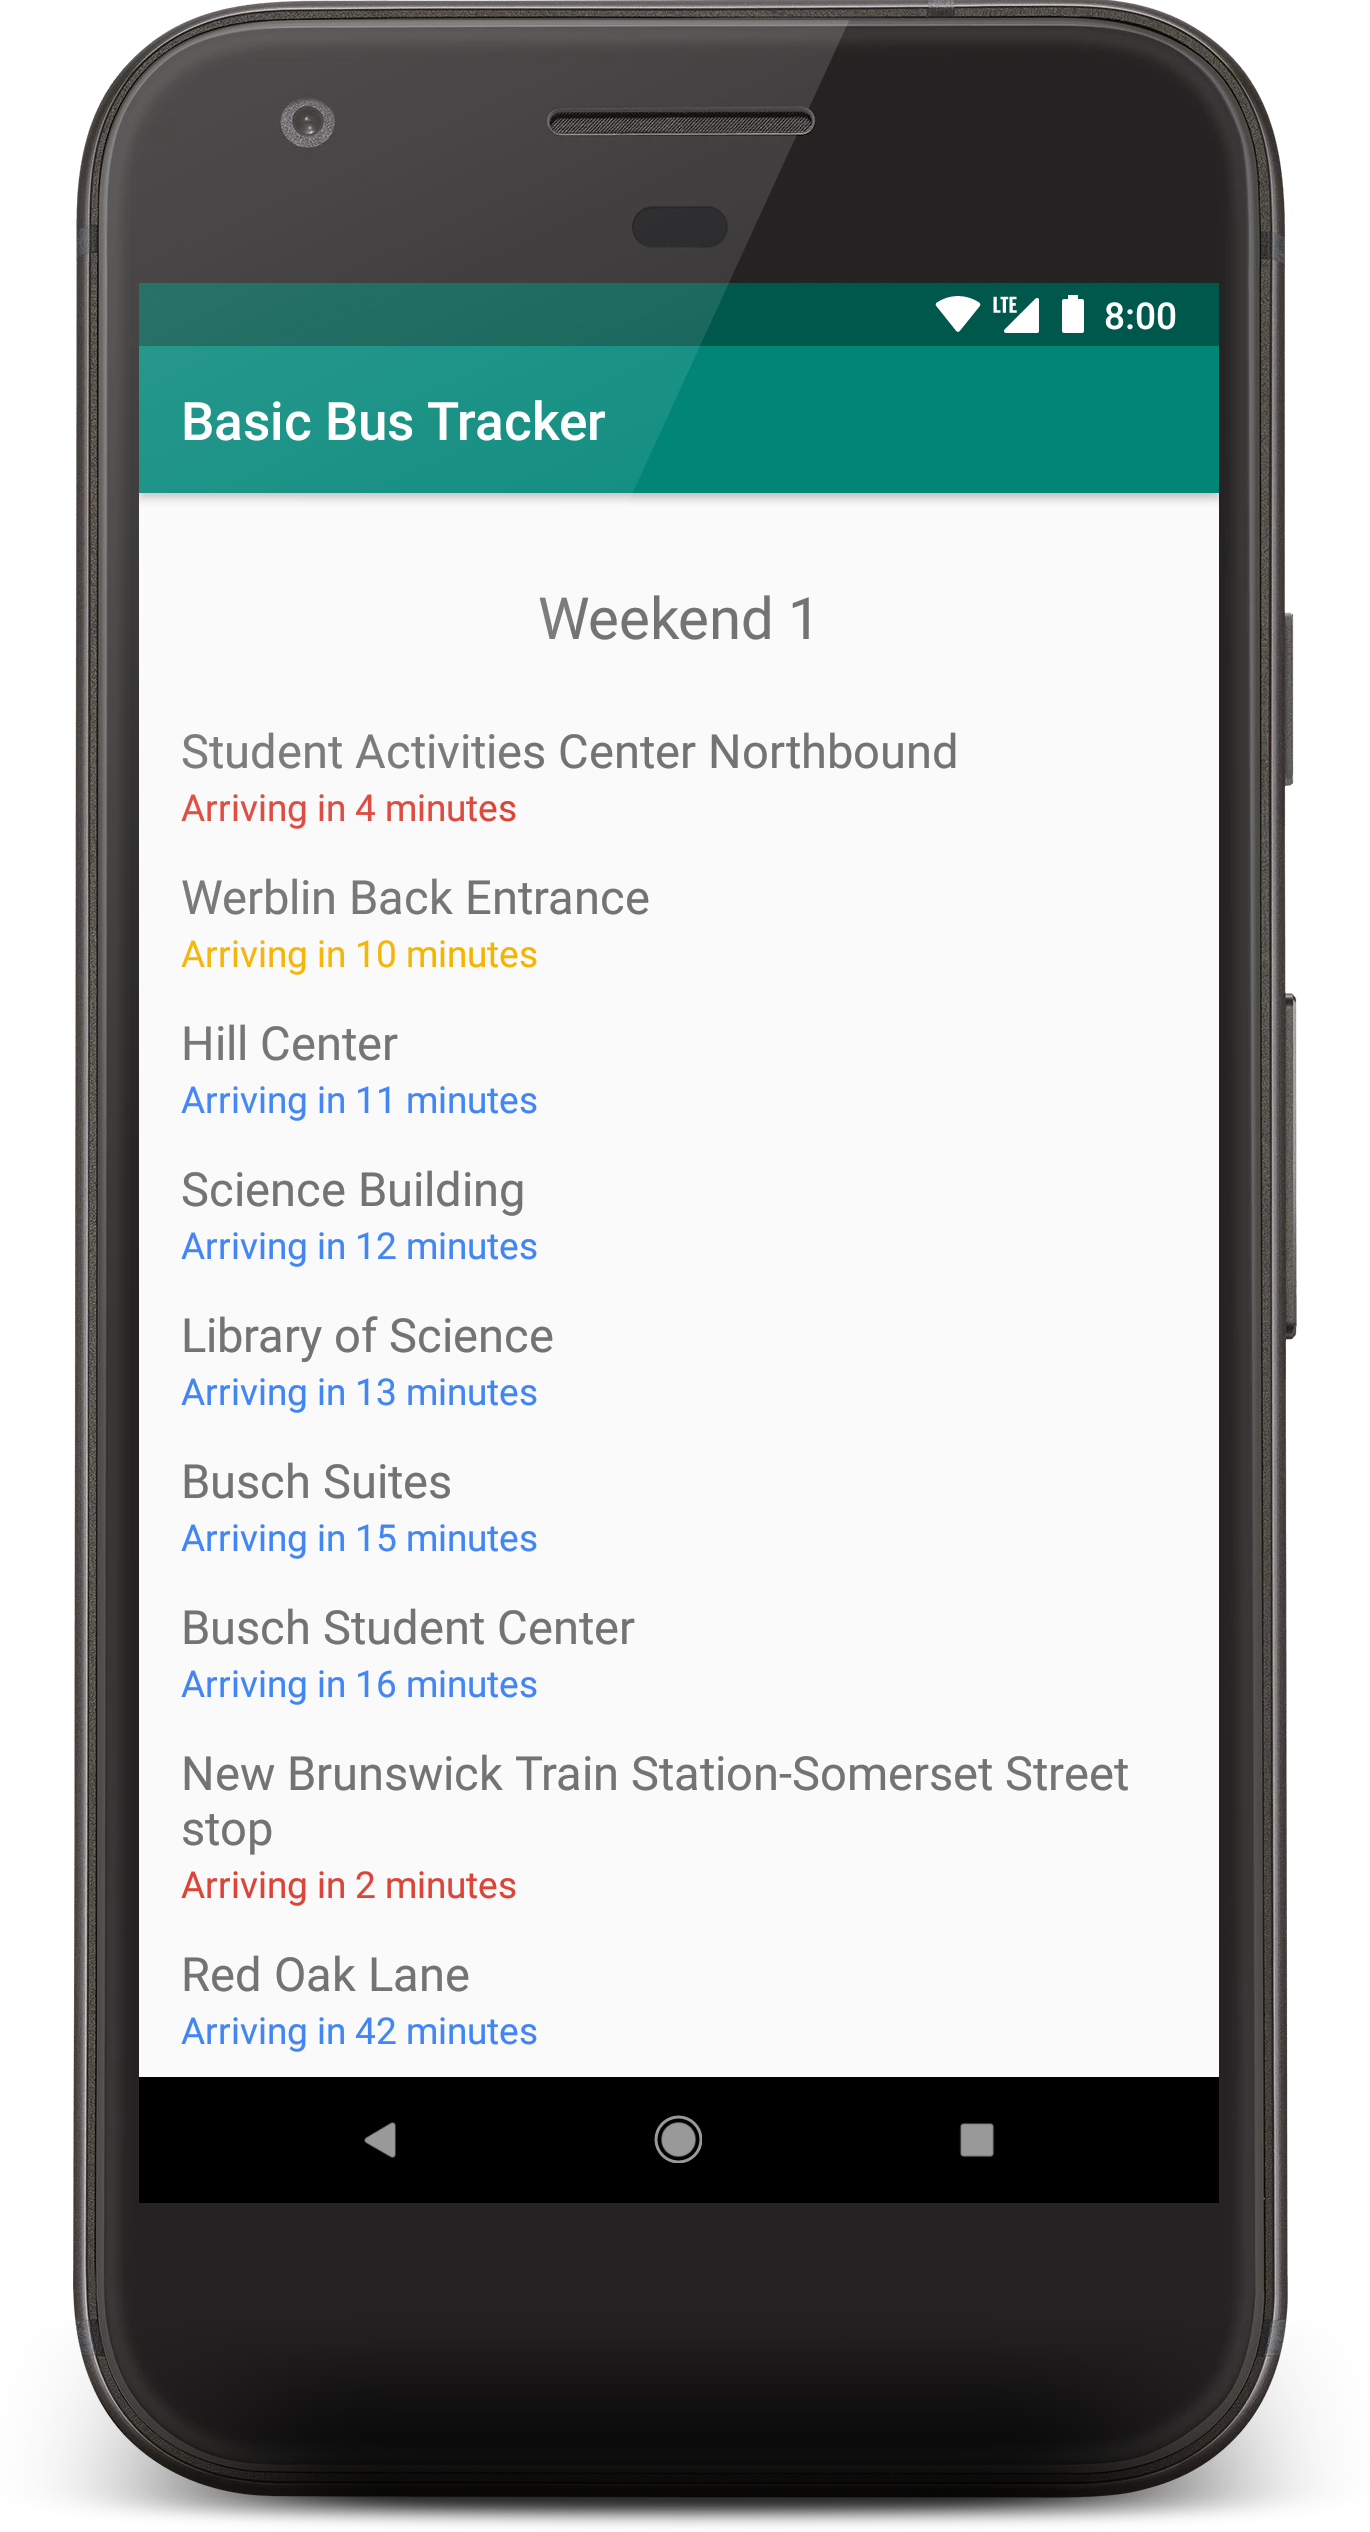 LTE 8:00
Basic Bus Tracker
Weekend 1
Student Activities Center Northbound
Arriving in 4 minutes
Werblin Back Entrance
Arriving in 10 minutes
Hill Center
Arriving in 11 minutes
Science Building
Arriving in 12 minutes
Library of Science
Arriving in 13 minutes
Busch Suites
Arriving in 15 minutes
Busch Student Center
Arriving in 16 minutes
New Brunswick Train Station-Somerset Street
stop
Arriving in 2 minutes
Red Oak Lane
Arriving in 42 minutes